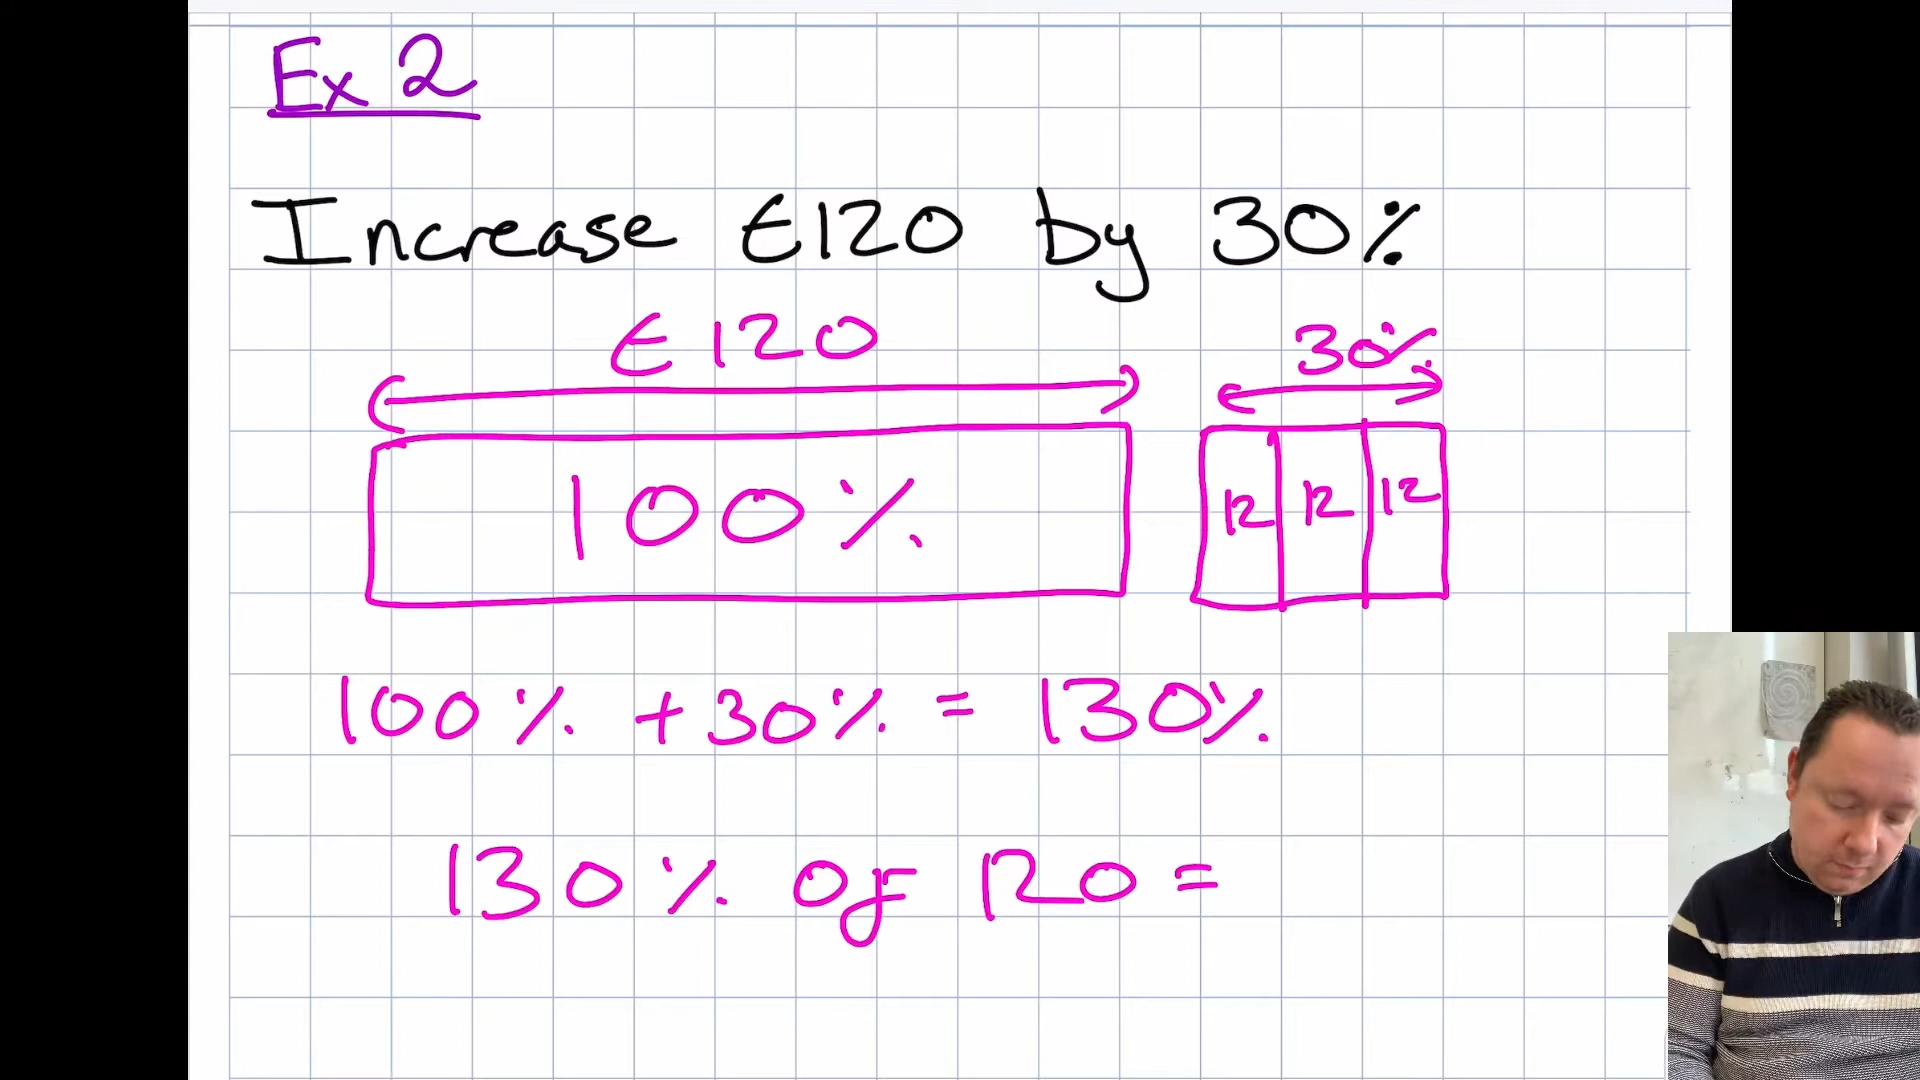 Ex 2
Increase €120 by 30%
€120 30%
100% 12 12 12
100% + 30% = 130%
130% of 120 =